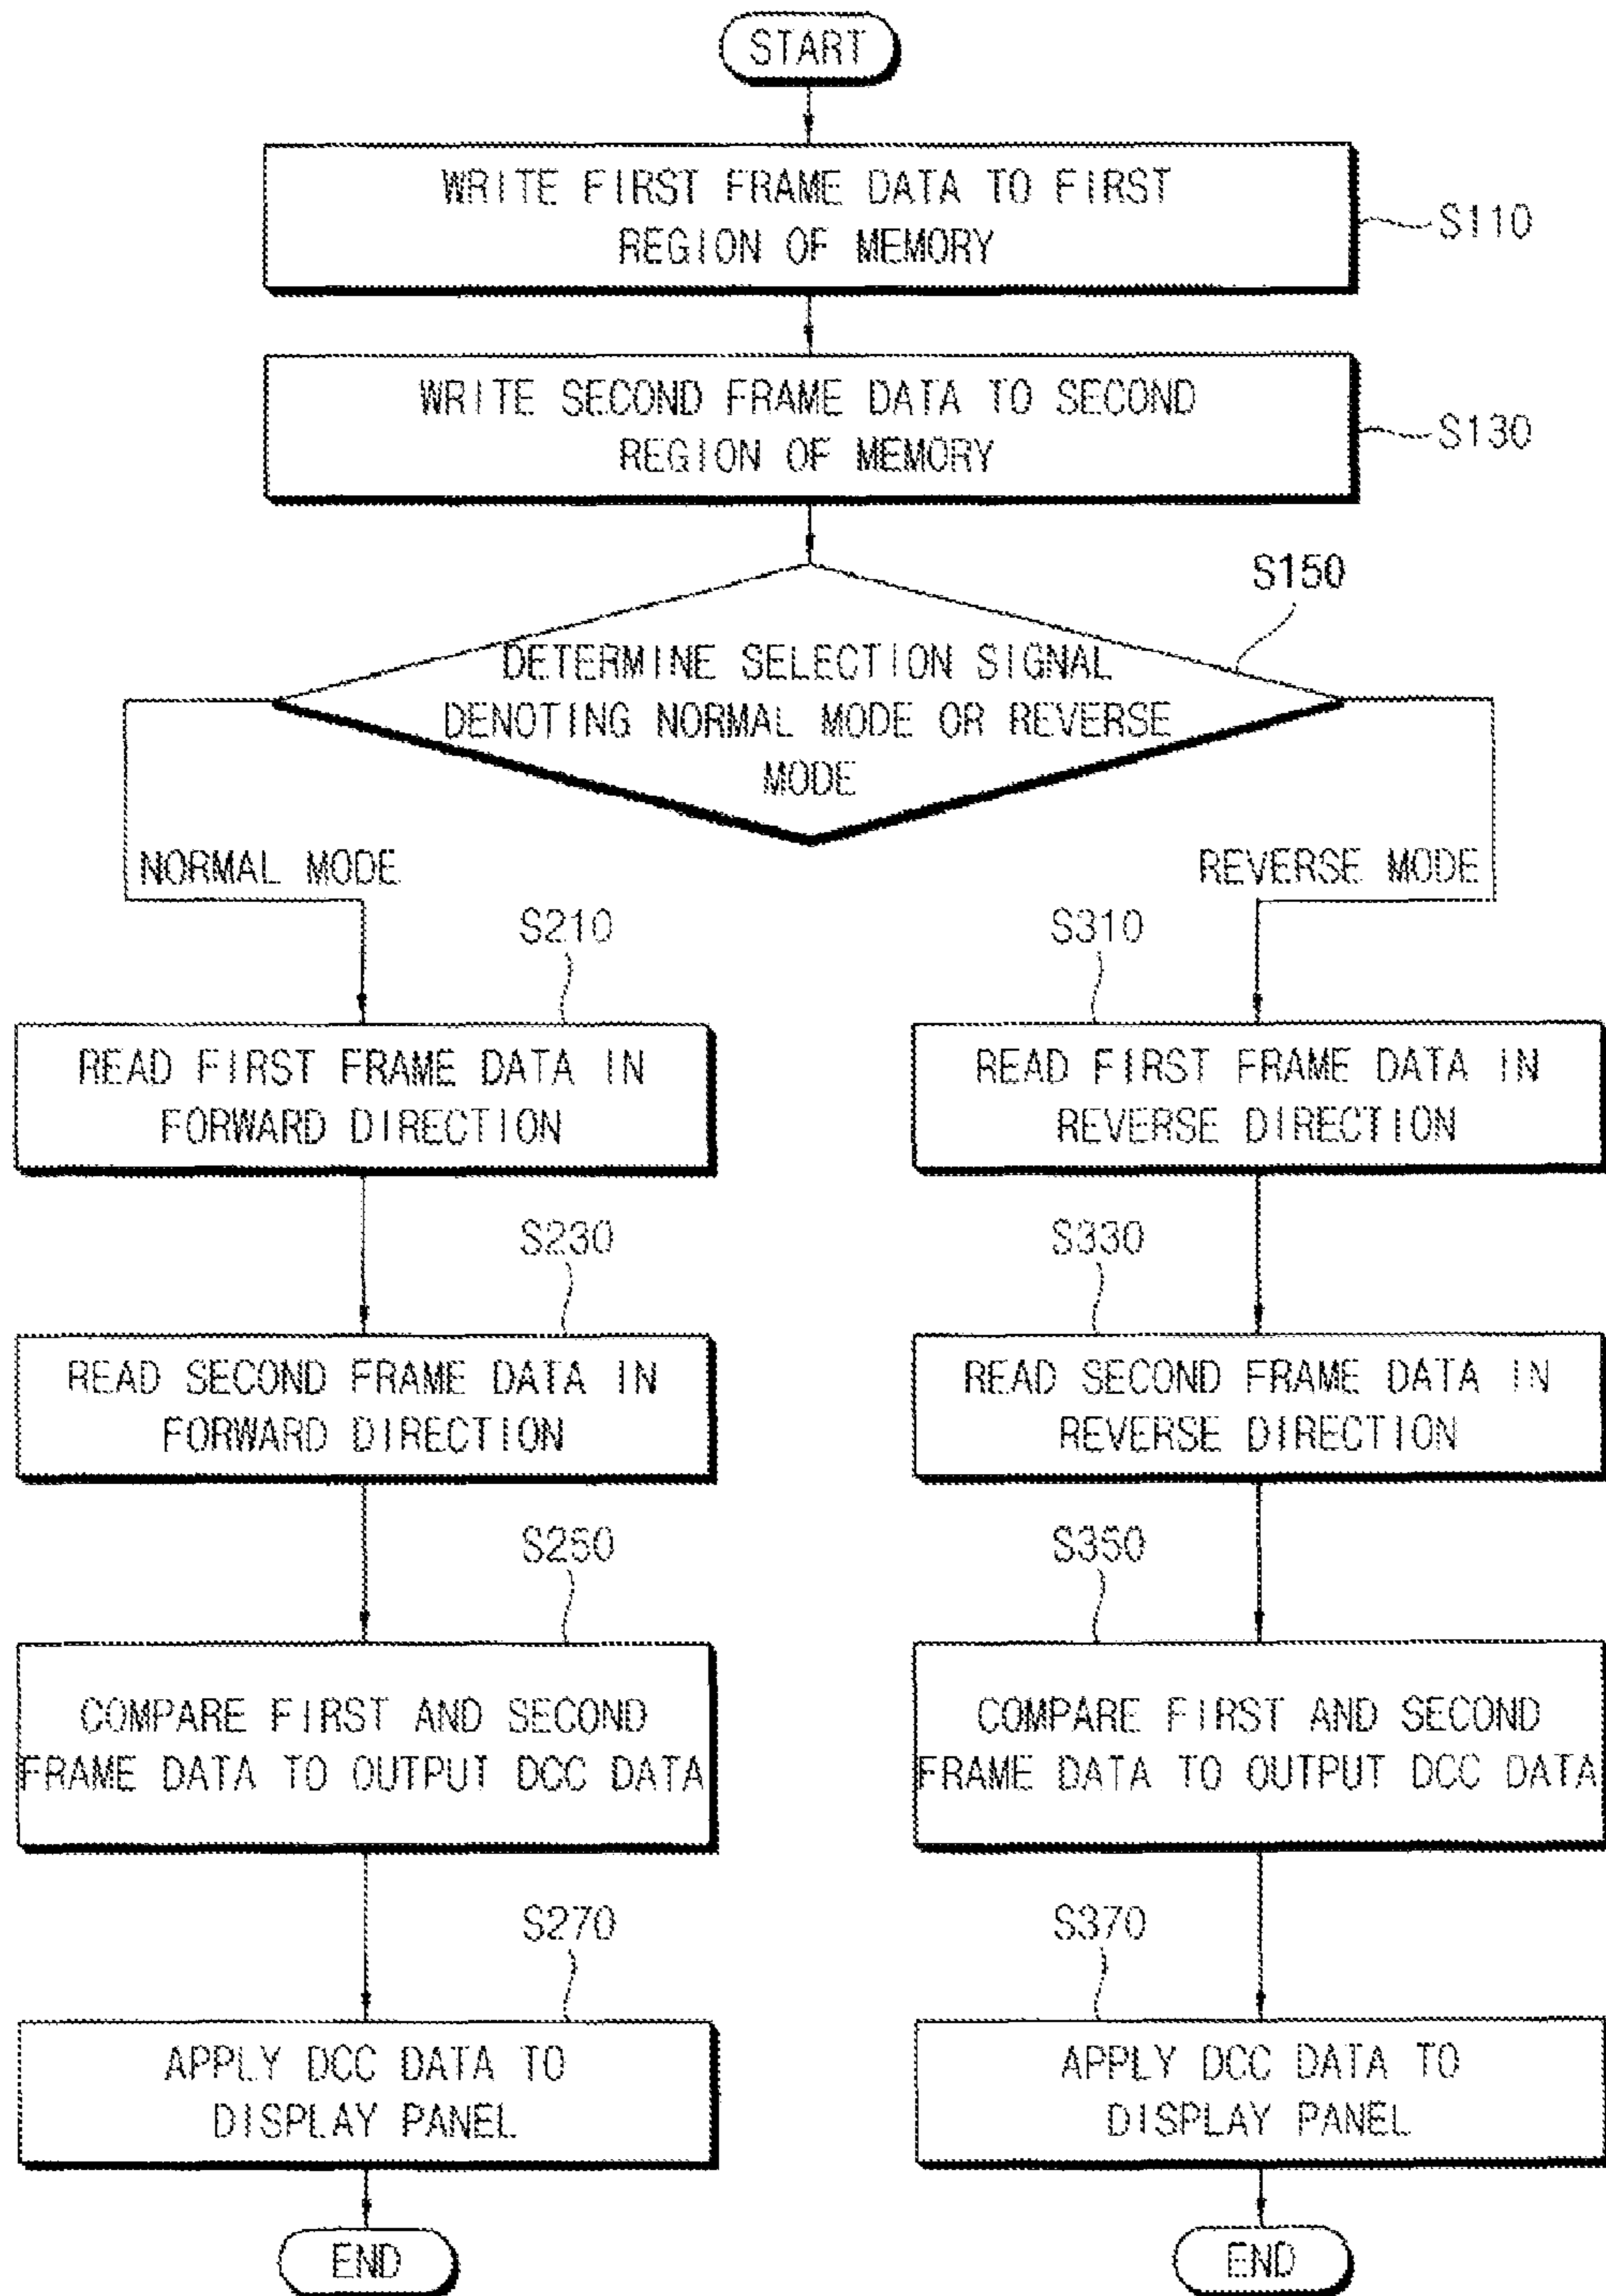 START
WRITE FIRST FRAME DATA TO FIRST
REGION OF MEMORY
S110
WRITE SECOND FRAME DATA TO SECOND
REGION OF MEMORY
S130
S150
DETERMINE SELECTION SIGNAL
DENOTING NORMAL MODE OR REVERSE
MODE
NORMAL MODE
REVERSE MODE
S210
READ FIRST FRAME DATA IN
FORWARD DIRECTION
S230
READ SECOND FRAME DATA IN
FORWARD DIRECTION
S250
COMPARE FIRST AND SECOND
FRAME DATA TO OUTPUT DCC DATA
S270
APPLY DCC DATA TO
DISPLAY PANEL
END
S310
READ FIRST FRAME DATA IN
REVERSE DIRECTION
S330
READ SECOND FRAME DATA IN
REVERSE DIRECTION
S350
COMPARE FIRST AND SECOND
FRAME DATA TO OUTPUT DCC DATA
S370
APPLY DCC DATA TO
DISPLAY PANEL
END